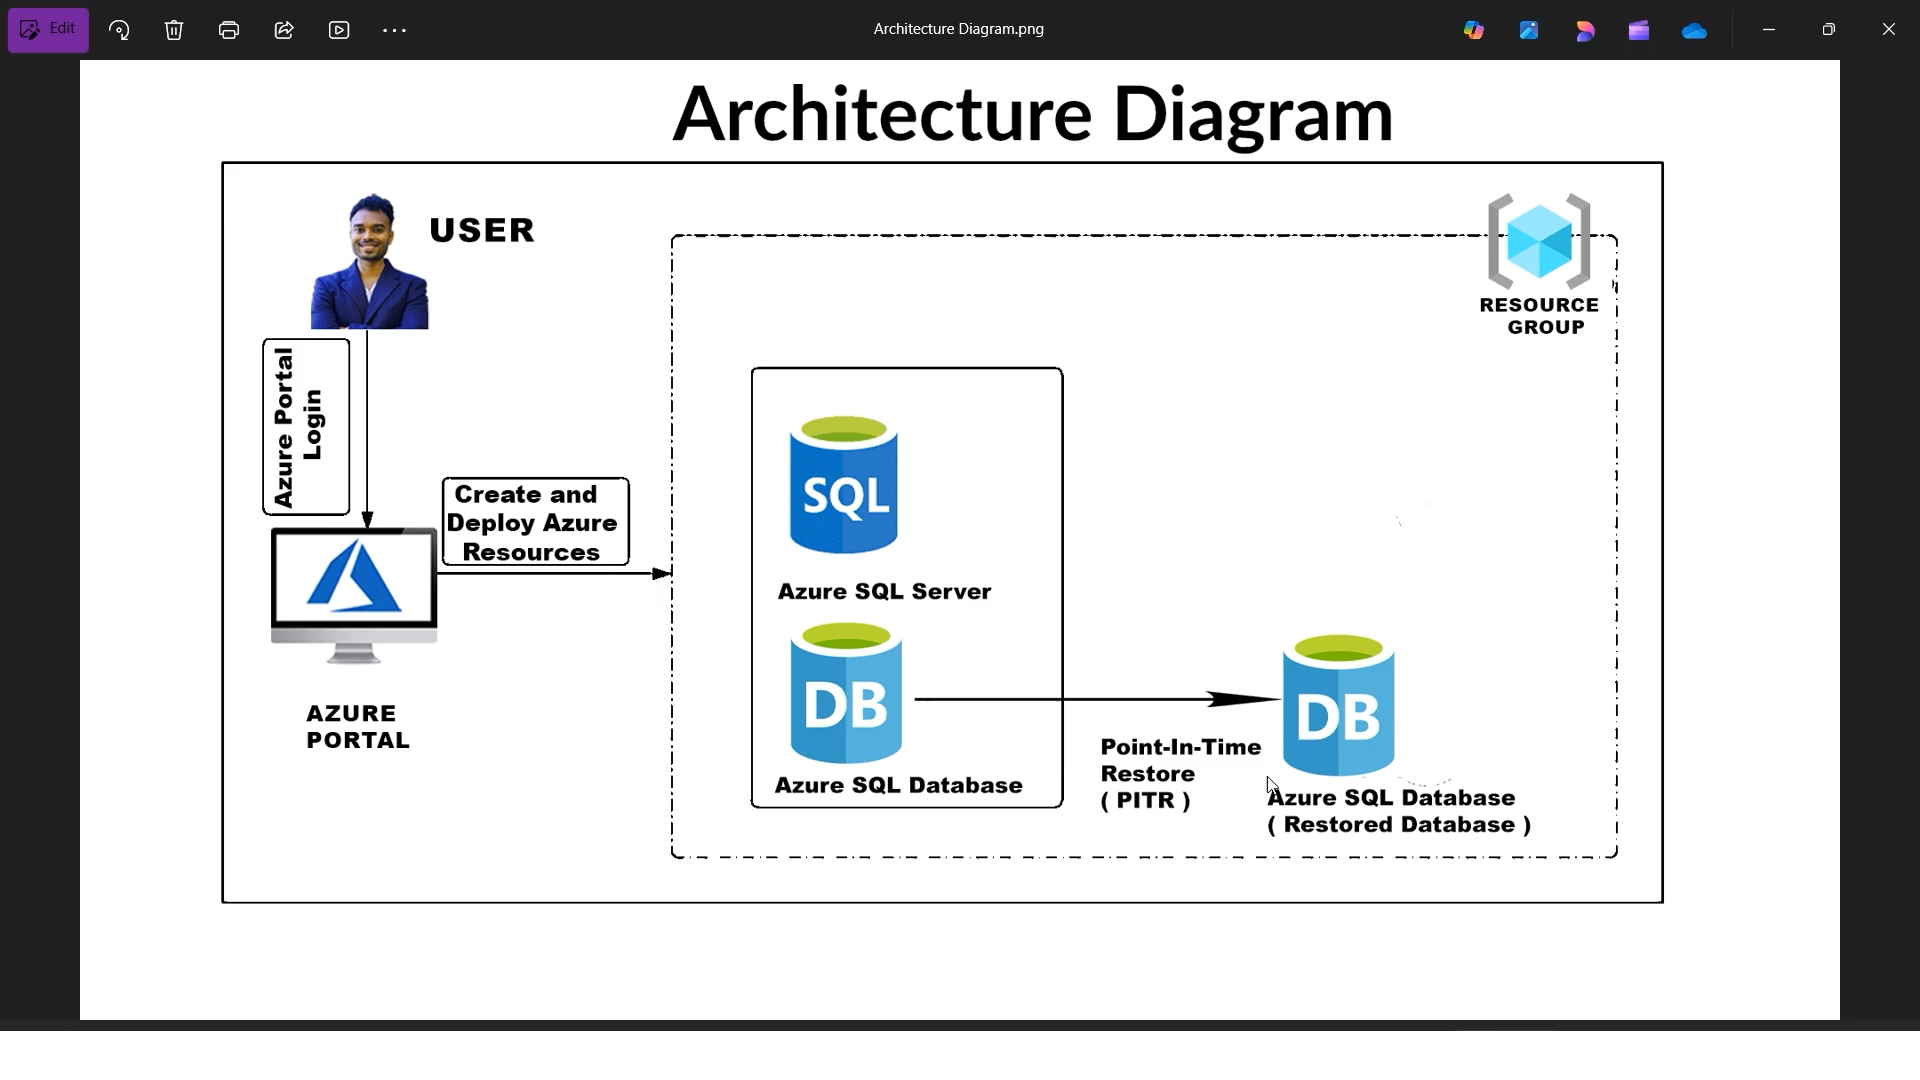 Edit
Architecture Diagram.png
Architecture Diagram
USER
RESOURCE
GROUP
Azure Portal
Login
Create and
Deploy Azure
Resources
SQL
Azure SQL Server
AZURE
PORTAL
DB
Azure SQL Database
Point-In-Time
Restore
( PITR )
DB
Azure SQL Database
( Restored Database )